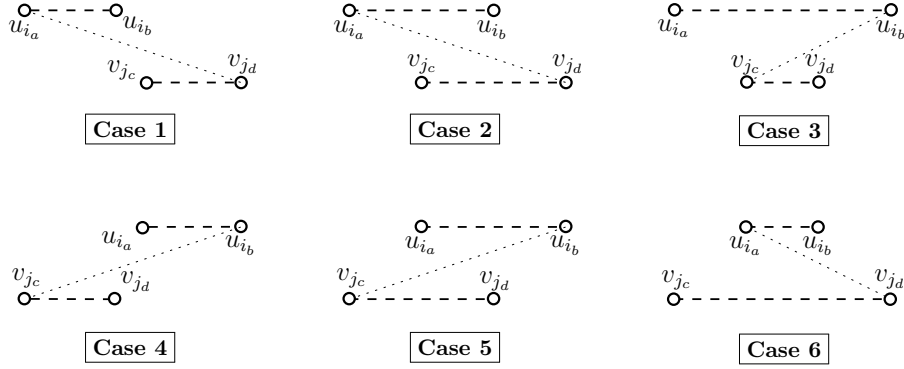 u_{i_a} u_{i_b} v_{j_c} v_{j_d}
Case 1
u_{i_a} u_{i_b} v_{j_c} v_{j_d}
Case 2
u_{i_a} u_{i_b} v_{j_c} v_{j_d}
Case 3
u_{i_a} u_{i_b} v_{j_c} v_{j_d}
Case 4
u_{i_a} u_{i_b} v_{j_c} v_{j_d}
Case 5
u_{i_a} u_{i_b} v_{j_c} v_{j_d}
Case 6